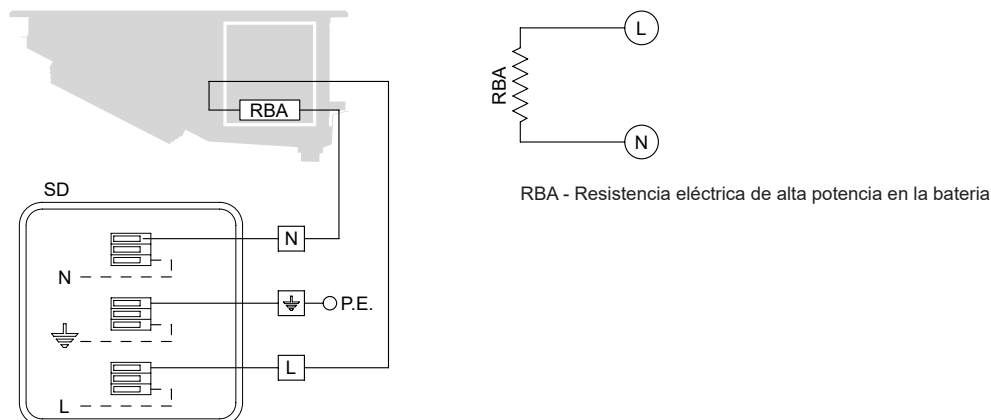 RBA
SD
N
N
P.E.
L
L
L
RBA
N
RBA - Resistencia eléctrica de alta potencia en la bateria